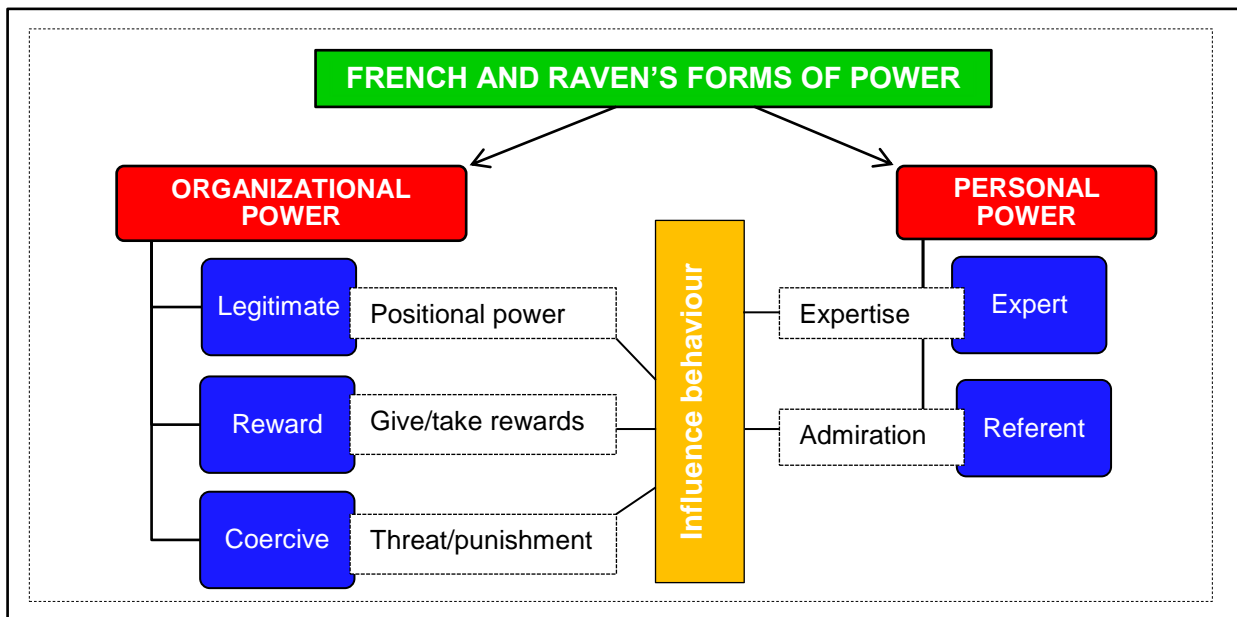 FRENCH AND RAVEN’S FORMS OF POWER
ORGANIZATIONAL
POWER
PERSONAL
POWER
Legitimate
Positional power
Reward
Give/take rewards
Coercive
Threat/punishment
Influence behaviour
Expertise
Expert
Admiration
Referent